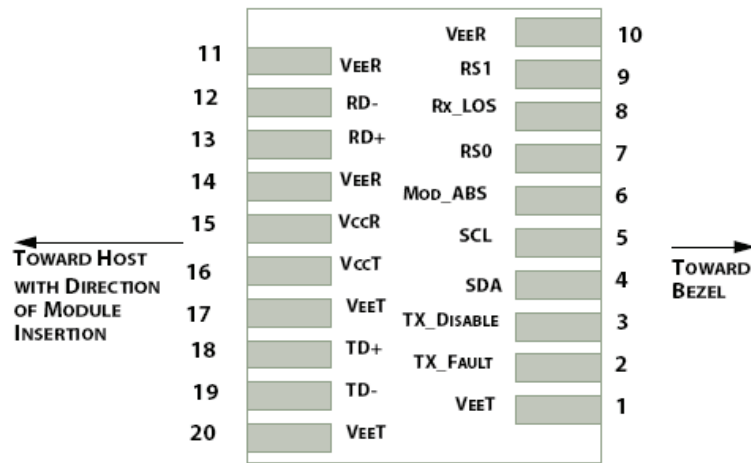 11 VEER
12 RD-
13 RD+
14 VEER
15 VCCR
16 VCCT
17 VEET
18 TD+
19 TD-
20 VEET
VEER 10
RS1 9
RX_LOS 8
RS0 7
MOD_ABS 6
SCL 5
SDA 4
TX_DISABLE 3
TX_FAULT 2
VEET 1
TOWARD HOST
WITH DIRECTION
OF MODULE
INSERTION
TOWARD
BEZEL